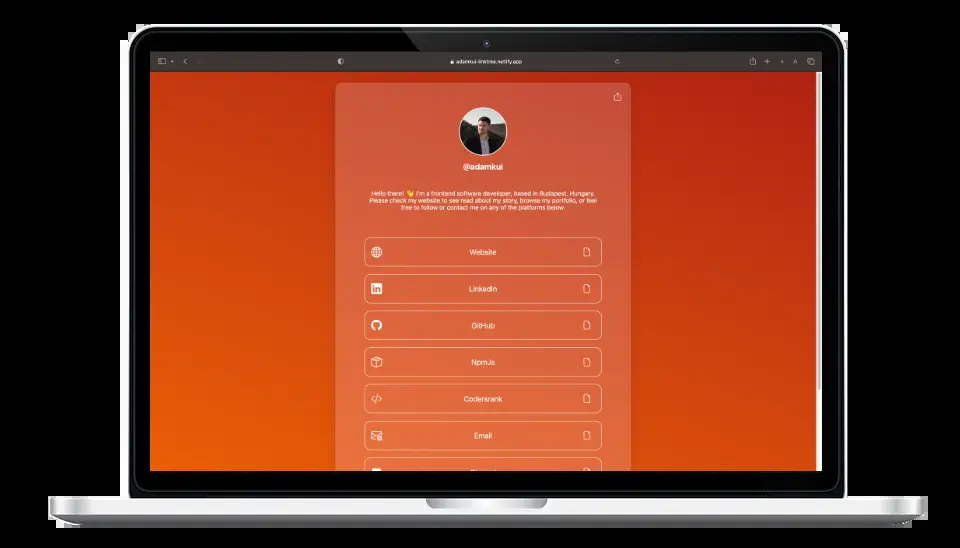 adamkui-linktree.netlify.app
@adamkui
Hello there! 👋 I'm a frontend software developer, based in Budapest, Hungary.
Please check my website to see read about my story, browse my portfolio, or feel
free to follow or contact me on any of the platforms below.
Website
LinkedIn
GitHub
NpmJs
Codersrank
Email